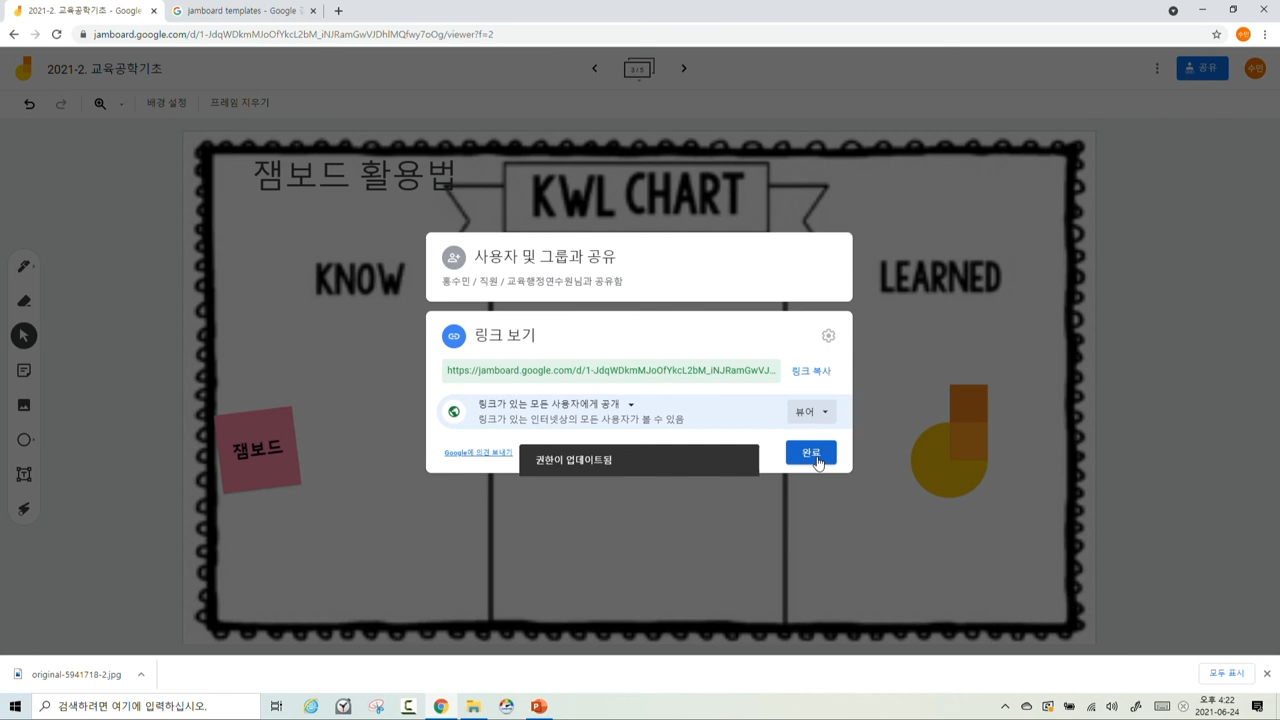 2021-2. 교육공학기초 - Google
jamboard templates - Google
jamboard.google.com/d/1-JdqWDkmMJoOfYkcL2bM_iNJRamGwVJDhlMQfwy7oOg/viewer?f=2
수민
2021-2. 교육공학기초
3 / 5
공유
수민
배경 설정
프레임 지우기
잼보드 활용법
KWL CHART
KNOW
LEARNED
잼보드
사용자 및 그룹과 공유
홍수민 / 직원 / 교육행정연수원님과 공유함
링크 보기
https://jamboard.google.com/d/1-JdqWDkmMJoOfYkcL2bM_iNJRamGwVJ...
링크 복사
링크가 있는 모든 사용자에게 공개
링크가 있는 인터넷상의 모든 사용자가 볼 수 있음
뷰어
Google에 의견 보내기
권한이 업데이트됨
완료
original-5941718-2.jpg
모두 표시
검색하려면 여기에 입력하십시오.
오후 4:22
2021-06-24